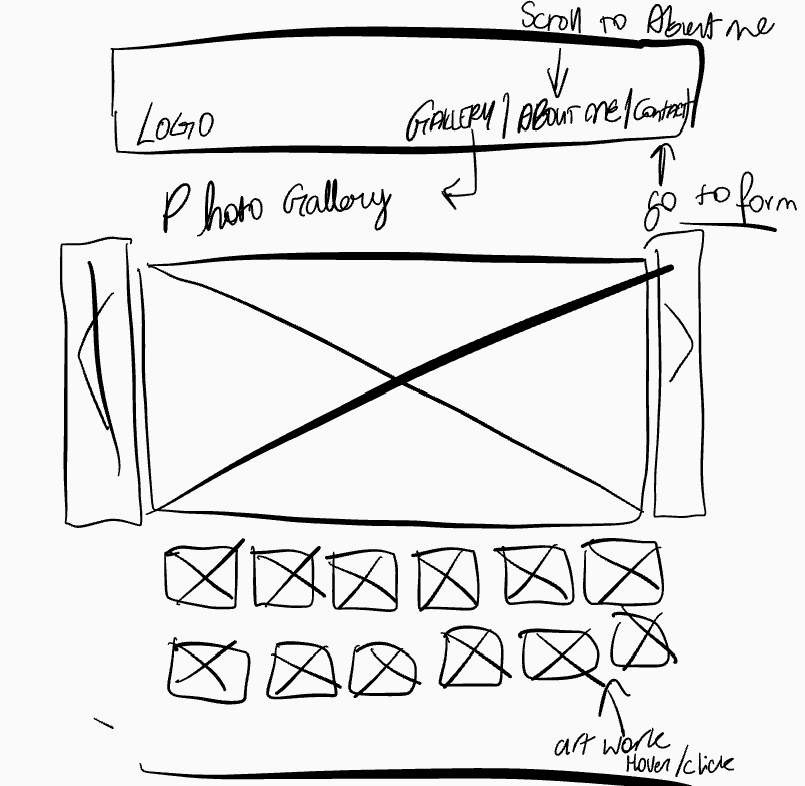 Scroll to About me
LOGO
GALLERY | ABOUT ME | Contact
Photo Gallery
go to form
art work
Hover/click